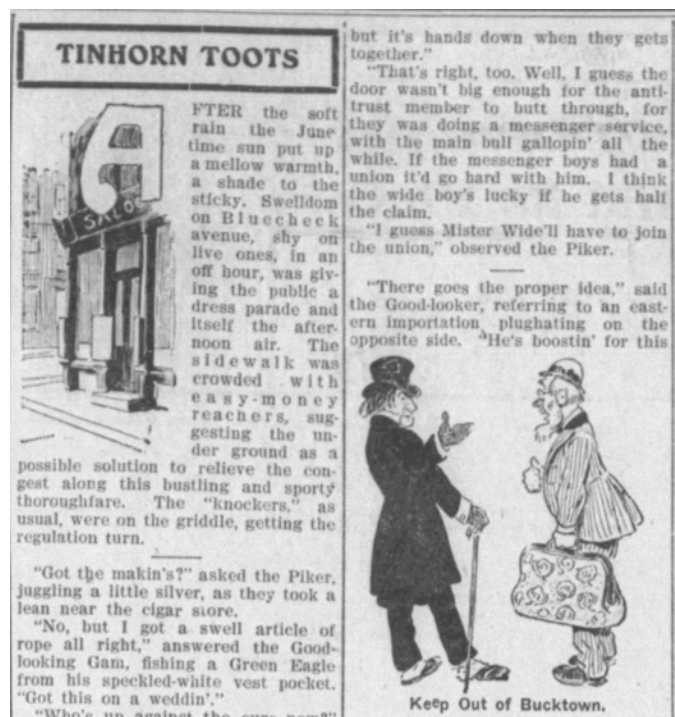 TINHORN TOOTS
A
SALO
FTER the soft
rain the June
time sun put up
a mellow warmth,
a shade to the
sticky. Swelldom
on Bluecheck
avenue, shy on
live ones, in an
off hour, was giv-
ing the public a
dress parade and
itself the after-
noon air. The
sidewalk was
crowded with
easy-money
reachers, sug-
gesting the un-
der ground as a
possible solution to relieve the con-
gest along this bustling and sporty
thoroughfare. The "knockers," as
usual, were on the griddle, getting the
regulation turn.
"Got the makin's?" asked the Piker,
juggling a little silver, as they took a
lean near the cigar store.
"No, but I got a swell article of
rope all right," answered the Good-
looking Gam, fishing a Green Eagle
from his speckled-white vest pocket.
"Got this on a weddin'."
"Who's up against the now?"
but it's hands down when they gets
together."
"That's right, too. Well, I guess the
door wasn't big enough for the anti-
trust member to butt through, for
they was doing a messenger service,
with the main bull gallopin' all the
while. If the messenger boys had a
union it'd go hard with him. I think
the wide boy's lucky if he gets half
the claim.
"I guess Mister Wide'll have to join
the union," observed the Piker.
"There goes the proper idea," said
the Good-looker, referring to an east-
ern importation plughating on the
opposite side. "He's boostin' for this
Keep Out of Bucktown.